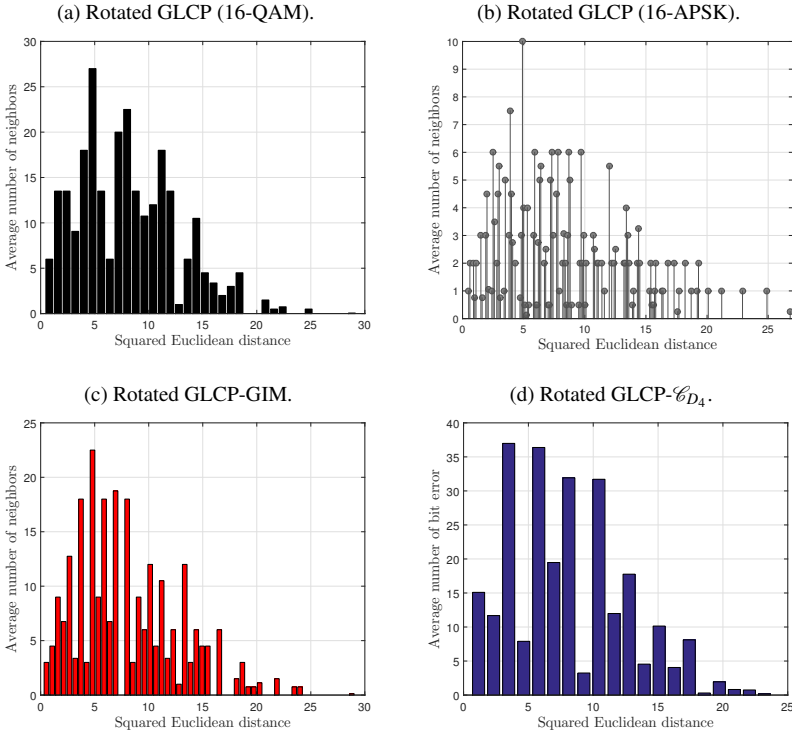 (a) Rotated GLCP (16-QAM).
Average number of neighbors
30
25
20
15
10
5
0
0 5 10 15 20 25 30
Squared Euclidean distance
(b) Rotated GLCP (16-APSK).
Average number of neighbors
10
9
8
7
6
5
4
3
2
1
0
0 5 10 15 20 25
Squared Euclidean distance
(c) Rotated GLCP-GIM.
Average number of neighbors
25
20
15
10
5
0
0 5 10 15 20 25 30
Squared Euclidean distance
(d) Rotated GLCP-𝒞_{D_4}.
Average number of bit error
40
35
30
25
20
15
10
5
0
0 5 10 15 20 25
Squared Euclidean distance